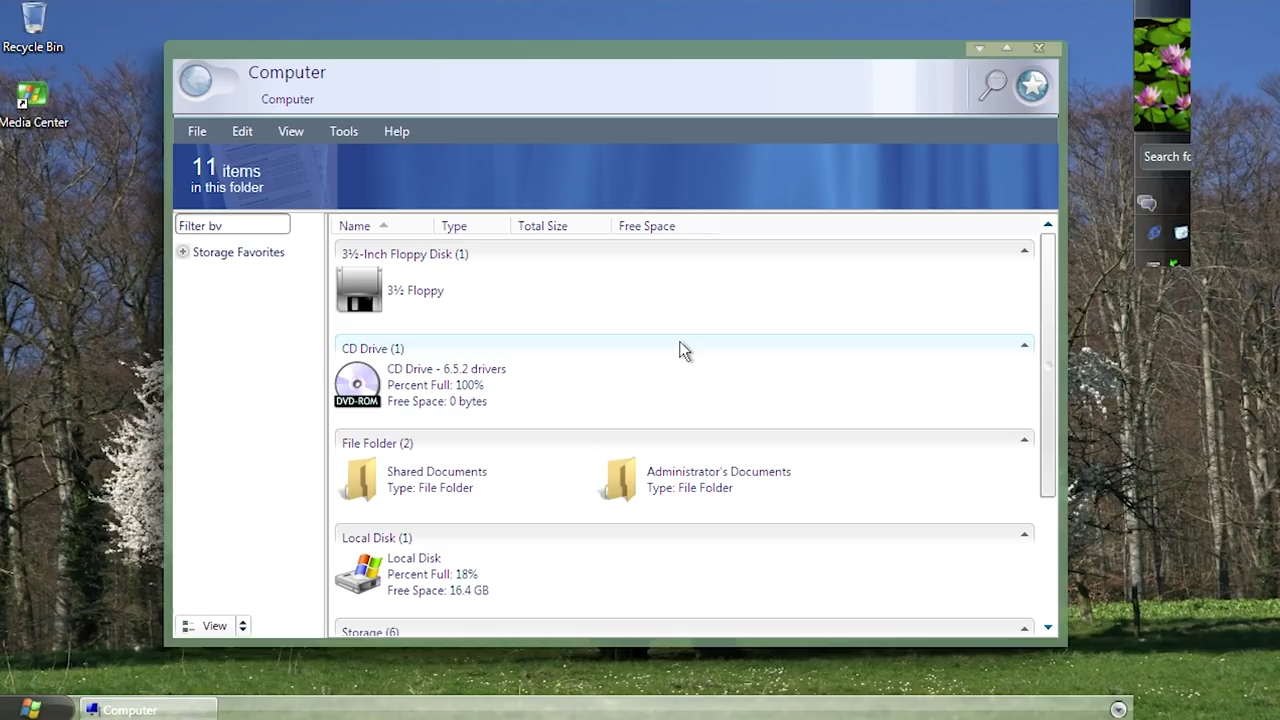 Recycle Bin
Media Center
Computer
Computer
File Edit View Tools Help
11 items
in this folder
Filter by
Storage Favorites
Name Type Total Size Free Space
3½-Inch Floppy Disk (1)
3½ Floppy
CD Drive (1)
CD Drive - 6.5.2 drivers
Percent Full: 100%
Free Space: 0 bytes
DVD-ROM
File Folder (2)
Shared Documents
Type: File Folder
Administrator's Documents
Type: File Folder
Local Disk (1)
Local Disk
Percent Full: 18%
Free Space: 16.4 GB
Storage (6)
View
Search fo
Computer